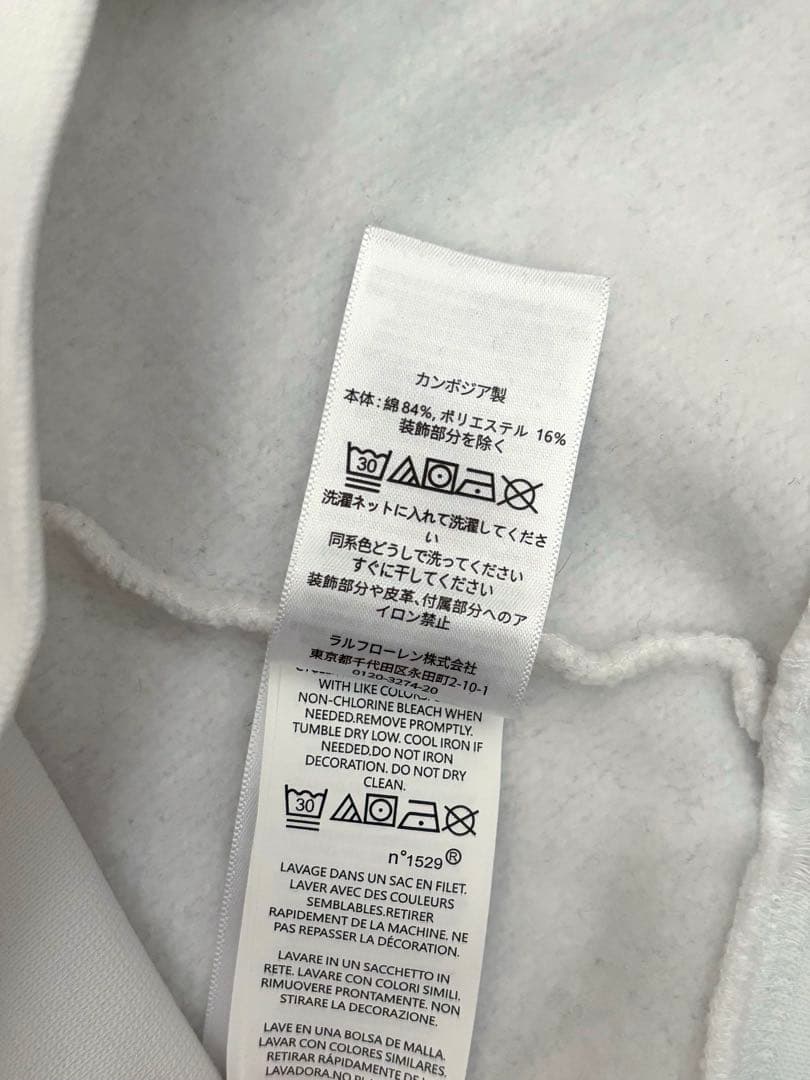 カンボジア製
本体:綿84%,ポリエステル 16%
装飾部分を除く
30
洗濯ネットに入れて洗濯してくださ
い
同系色どうしで洗ってください
すぐに干してください
装飾部分や皮革、付属部分へのア
イロン禁止
ラルフローレン株式会社
東京都千代田区永田町2-10-1
0120-3274-20
WITH LIKE COLORS.
NON-CHLORINE BLEACH WHEN
NEEDED.REMOVE PROMPTLY.
TUMBLE DRY LOW. COOL IRON IF
NEEDED.DO NOT IRON
DECORATION. DO NOT DRY
CLEAN.
30
n°1529®
LAVAGE DANS UN SAC EN FILET.
LAVER AVEC DES COULEURS
SEMBLABLES.RETIRER
RAPIDEMENT DE LA MACHINE. NE
PAS REPASSER LA DÉCORATION.
LAVARE IN UN SACCHETTO IN
RETE. LAVARE CON COLORI SIMILI.
RIMUOVERE PRONTAMENTE. NON
STIRARE LA DECORAZIONE.
LAVE EN UNA BOLSA DE MALLA.
LAVAR CON COLORES SIMILARES.
RETIRAR RÁPIDAMENTE DE LA
LAVADORA.NO